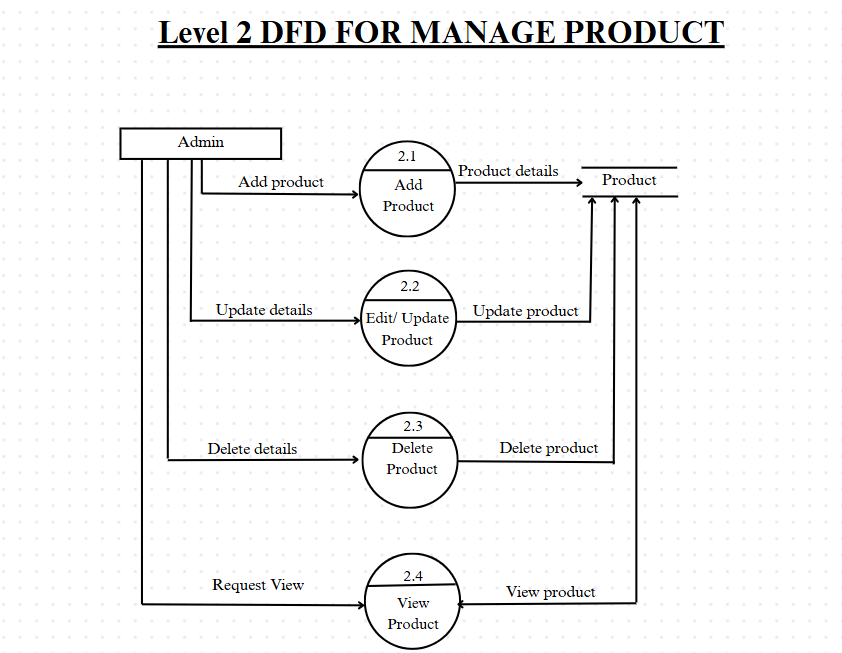 Level 2 DFD FOR MANAGE PRODUCT
Admin
2.1
Add product
Add
Product
Product details
Product
2.2
Update details
Edit/ Update
Product
Update product
2.3
Delete details
Delete
Product
Delete product
2.4
Request View
View
Product
View product